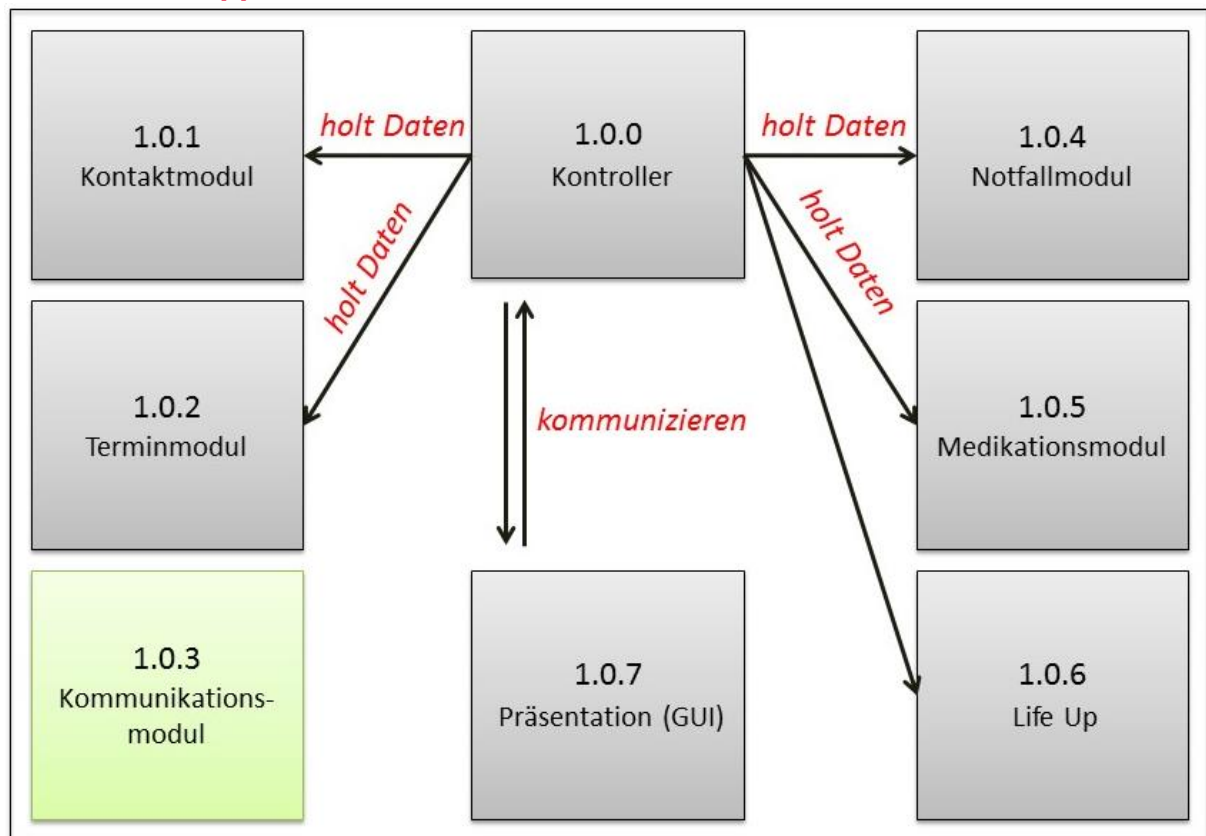 1.0.1
Kontaktmodul
holt Daten
1.0.0
Kontroller
holt Daten
1.0.4
Notfallmodul
holt Daten
holt Daten
1.0.2
Terminmodul
kommunizieren
1.0.5
Medikationsmodul
1.0.3
Kommunikations-
modul
1.0.7
Präsentation (GUI)
1.0.6
Life Up